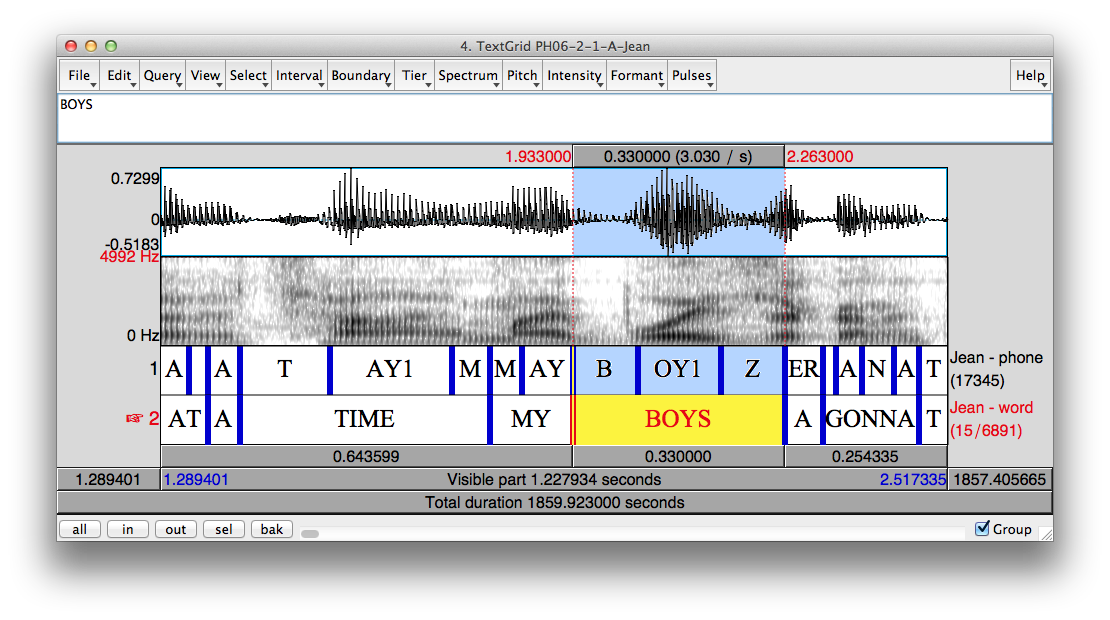 4. TextGrid PH06-2-1-A-Jean
File Edit Query View Select Interval Boundary Tier Spectrum Pitch Intensity Formant Pulses Help
BOYS
1.933000 0.330000 (3.030 / s) 2.263000
0.7299
0
-0.5183
4992 Hz
0 Hz
1 A A T AY1 M M AY B OY1 Z ER A N A T Jean - phone
(17345)
2 AT A TIME MY BOYS A GONNA T Jean - word
(15/6891)
0.643599 0.330000 0.254335
1.289401 1.289401 Visible part 1.227934 seconds 2.517335 1857.405665
Total duration 1859.923000 seconds
all in out sel bak Group